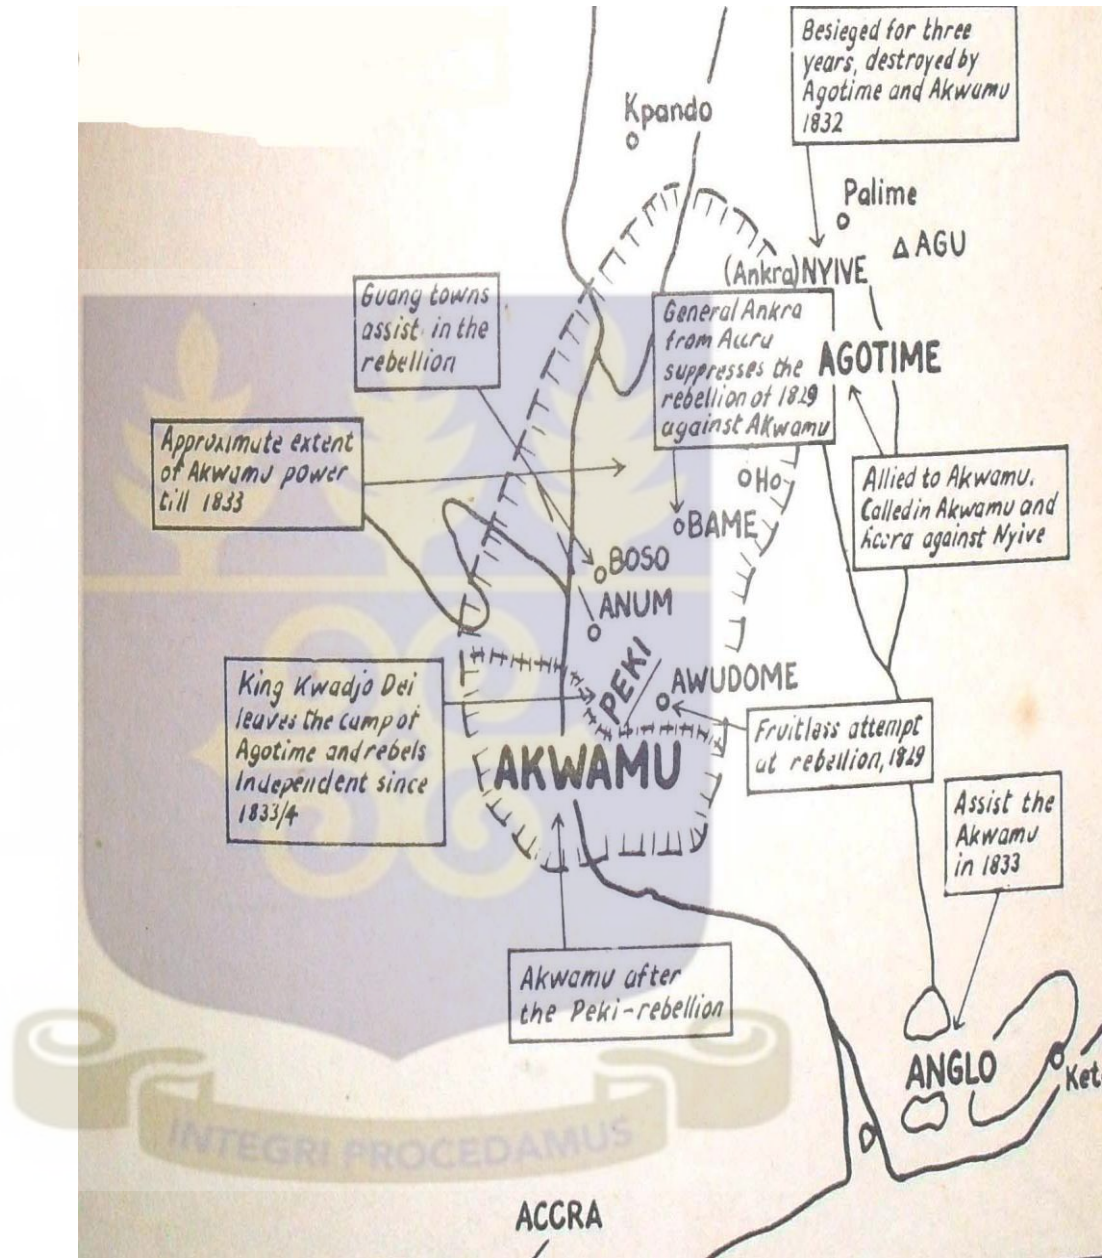 Besieged for three
years, destroyed by
Agotime and Akwamu
1832
Kpando
Palime
AGU
(Ankra) NYIVE
Guang towns
assist in the
rebellion
General Ankra
from Accra
suppresses the
rebellion of 1829
against Akwamu
AGOTIME
Approximate extent
of Akwamu power
till 1833
Ho
Allied to Akwamu.
Called in Akwamu and
Accra against Nyive
BAME
BOSO
ANUM
PEKI
King Kwadjo Dei
leaves the camp of
Agotime and rebels
Independent since
1833/4
AWUDOME
Fruitless attempt
at rebellion, 1829
AKWAMU
Assist the
Akwamu
in 1833
Akwamu after
the Peki-rebellion
ANGLO
Ket
INTEGRI PROCEDAMUS
ACCRA